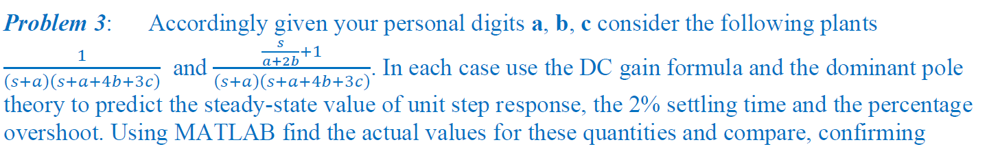 Problem 3: Accordingly given your personal digits a, b, c consider the following plants
1/((s+a)(s+a+4b+3c)) and (s/(a+2b)+1)/((s+a)(s+a+4b+3c)). In each case use the DC gain formula and the dominant pole
theory to predict the steady-state value of unit step response, the 2% settling time and the percentage
overshoot. Using MATLAB find the actual values for these quantities and compare, confirming